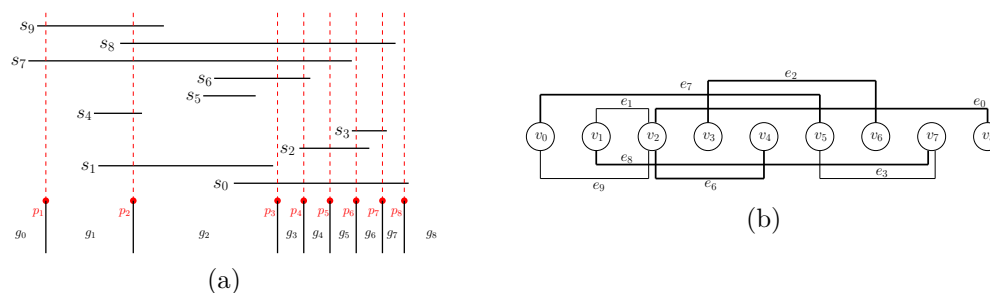 s9
s8
s7
s6
s5
s4
s3
s2
s1
s0
p1 p2 p3 p4 p5 p6 p7 p8
g0 g1 g2 g3 g4 g5 g6 g7 g8
(a)
e2
e7
e1 e0
v0 v1 v2 v3 v4 v5 v6 v7
e8 e3
e9 e6
(b)